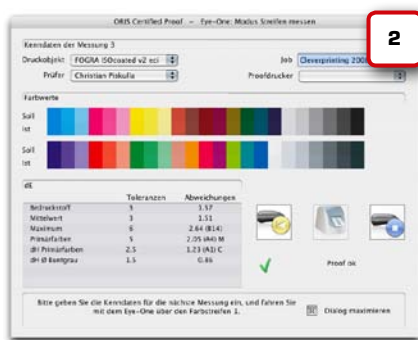 2
ORIS Certified Proof – Eye-One: Modus Streifen messen
Kenndaten der Messung 3
Druckobjekt FOGRA ISOcoated v2 eci Job Cleverprinting 200
Prüfer Christian Piskulla Proofdrucker
Farbwerte
Soll
Ist
Soll
Ist
dE
Toleranzen Abweichungen
Bedruckstoff 3 1.57
Mittelwert 3 1.51
Maximum 6 2.64 (B14)
Primärfarben 5 2.05 (A4) M
dH Primärfarben 2.5 1.23 (A1) C
dH Ø Buntgrau 1.5 0.86
Proof ok
Bitte geben Sie die Kenndaten für die nächste Messung ein, und fahren Sie
mit dem Eye-One über den Farbstreifen 1.
Dialog maximieren